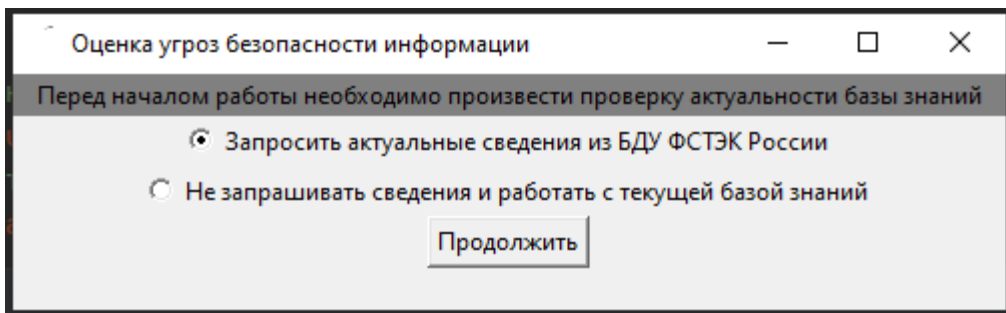 Оценка угроз безопасности информации
Перед началом работы необходимо произвести проверку актуальности базы знаний
Запросить актуальные сведения из БДУ ФСТЭК России
Не запрашивать сведения и работать с текущей базой знаний
Продолжить